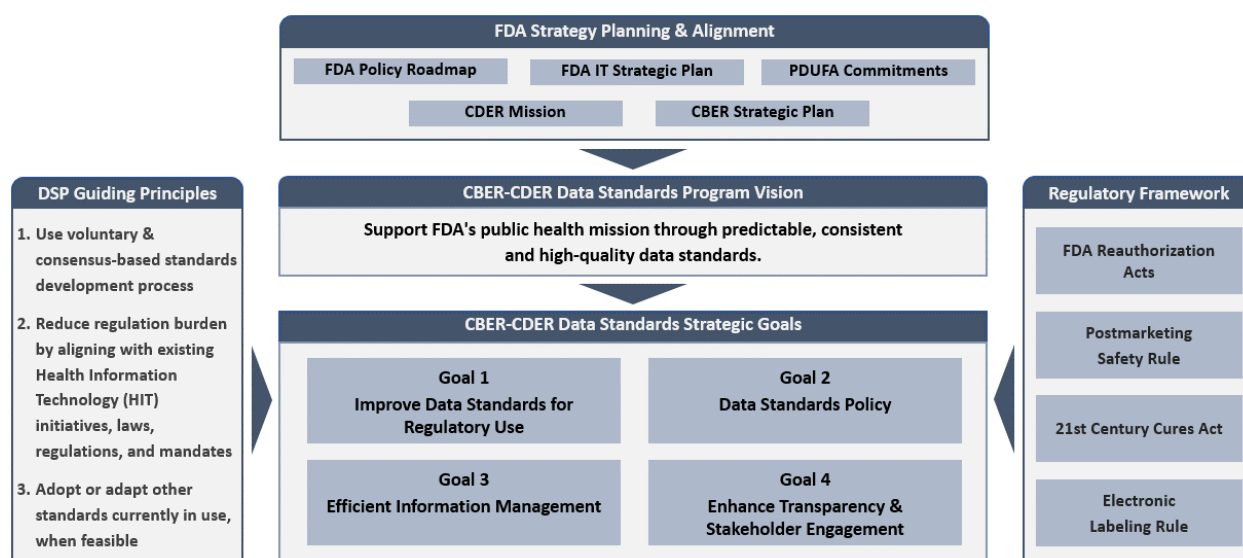 FDA Strategy Planning & Alignment
FDA Policy Roadmap
FDA IT Strategic Plan
PDUFA Commitments
CDER Mission
CBER Strategic Plan
DSP Guiding Principles
1. Use voluntary &
consensus-based standards
development process
2. Reduce regulation burden
by aligning with existing
Health Information
Technology (HIT)
initiatives, laws,
regulations, and mandates
3. Adopt or adapt other
standards currently in use,
when feasible
CBER-CDER Data Standards Program Vision
Support FDA's public health mission through predictable, consistent
and high-quality data standards.
CBER-CDER Data Standards Strategic Goals
Goal 1
Improve Data Standards for
Regulatory Use
Goal 2
Data Standards Policy
Goal 3
Efficient Information Management
Goal 4
Enhance Transparency &
Stakeholder Engagement
Regulatory Framework
FDA Reauthorization
Acts
Postmarketing
Safety Rule
21st Century Cures Act
Electronic
Labeling Rule